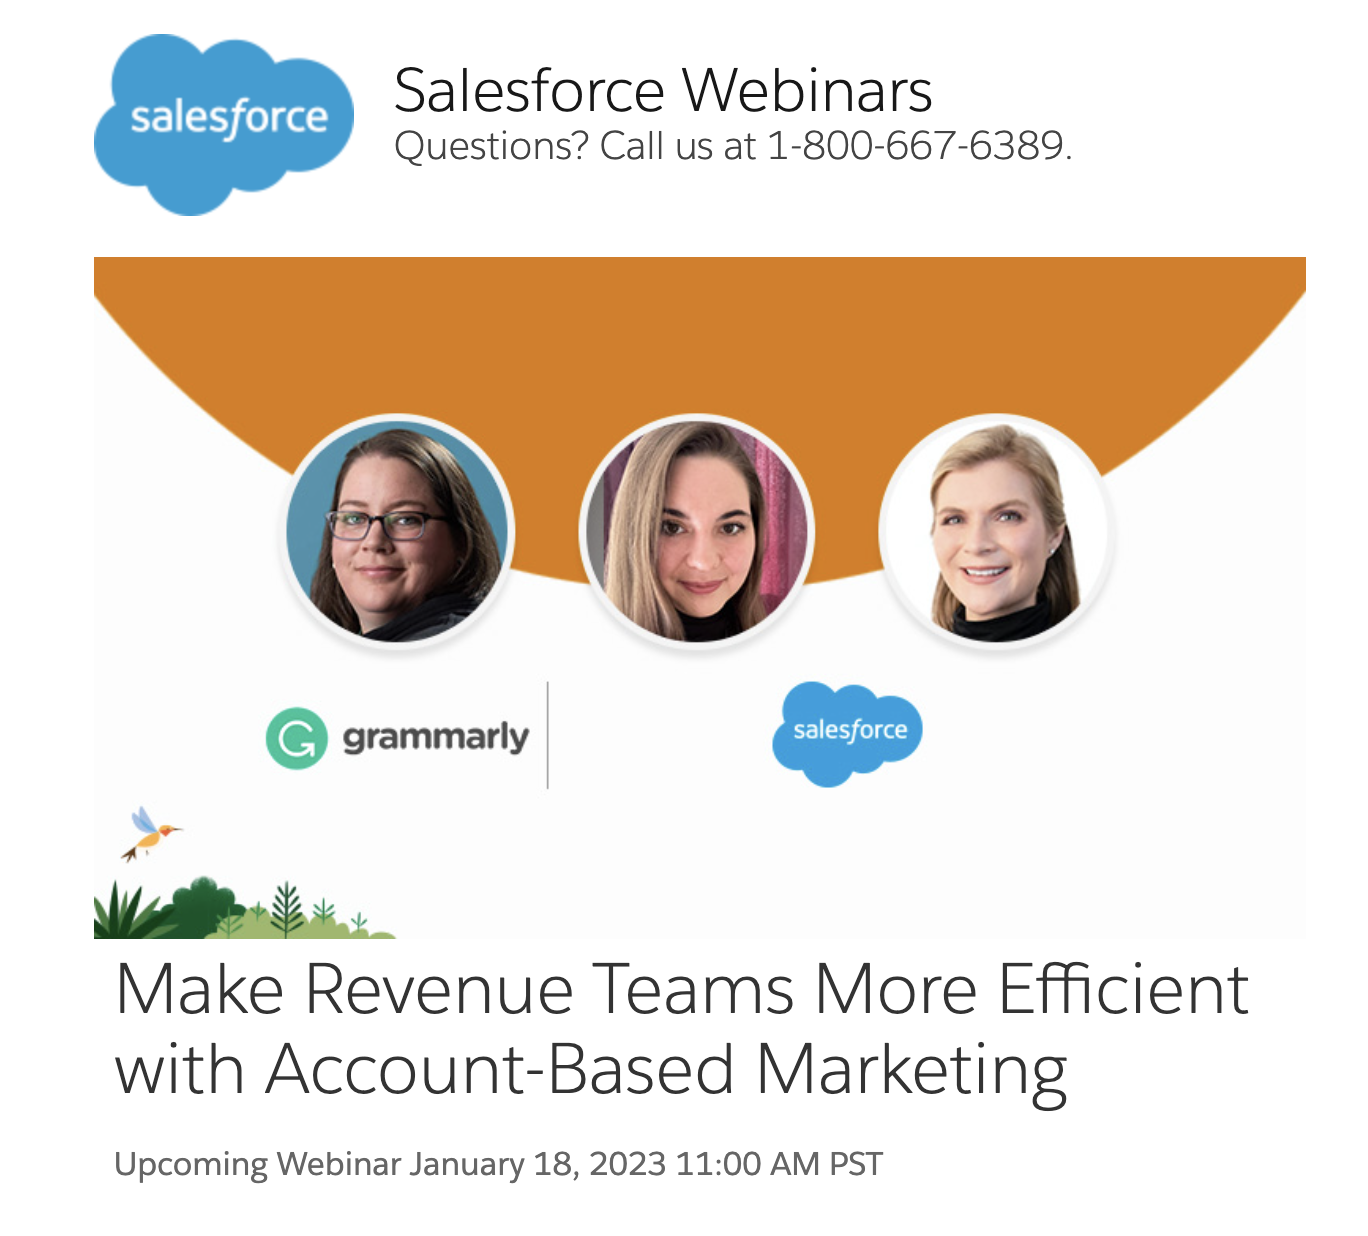 salesforce
Salesforce Webinars
Questions? Call us at 1-800-667-6389.
grammarly
salesforce
Make Revenue Teams More Efficient
with Account-Based Marketing
Upcoming Webinar January 18, 2023 11:00 AM PST